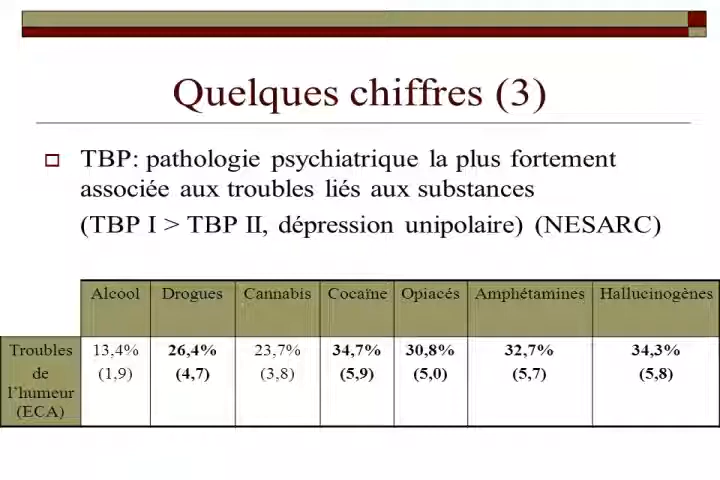 Quelques chiffres (3)
TBP: pathologie psychiatrique la plus fortement
associée aux troubles liés aux substances
(TBP I > TBP II, dépression unipolaire) (NESARC)
Alcool Drogues Cannabis Cocaïne Opiacés Amphétamines Hallucinogènes
Troubles 13,4% 26,4% 23,7% 34,7% 30,8% 32,7% 34,3%
de (1,9) (4,7) (3,8) (5,9) (5,0) (5,7) (5,8)
l'humeur
(ECA)